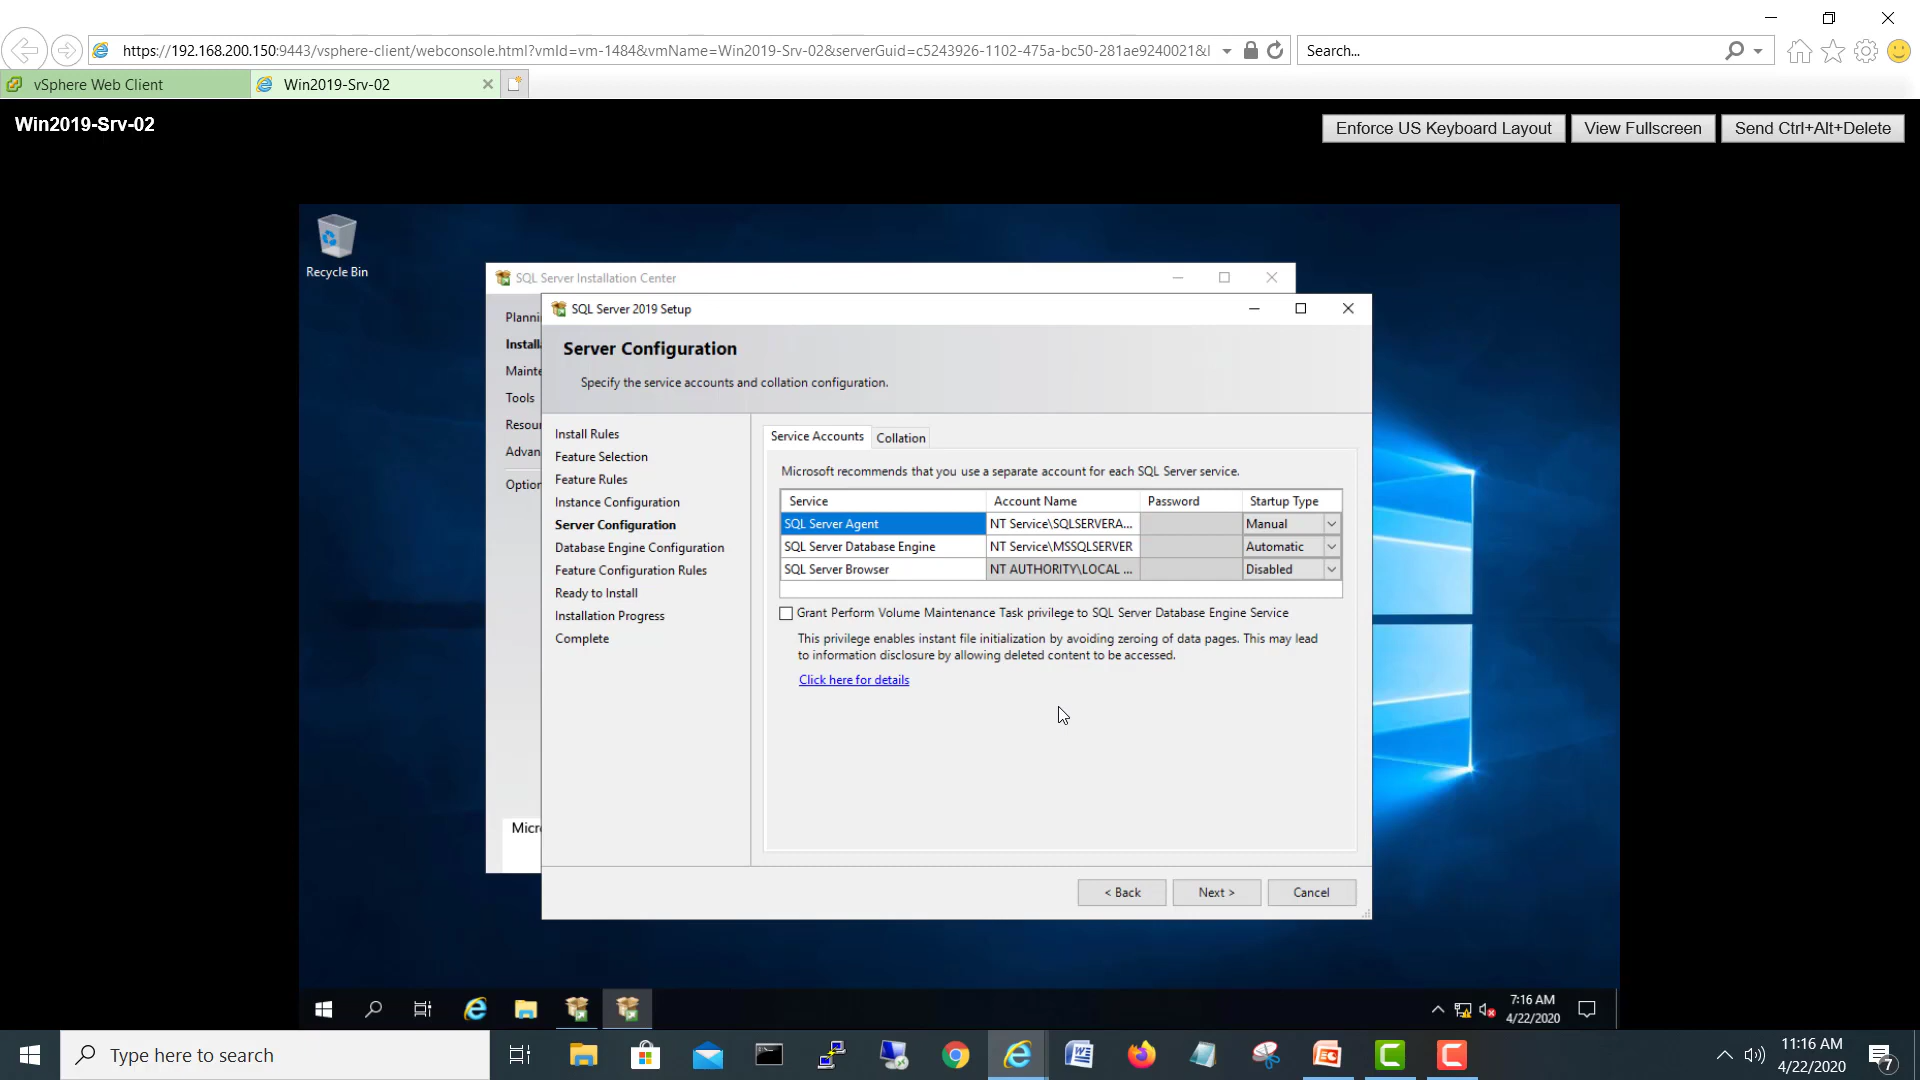 https://192.168.200.150:9443/vsphere-client/webconsole.html?vmId=vm-1484&vmName=Win2019-Srv-02&serverGuid=c5243926-1102-475a-bc50-281ae9240021&l
Search...
vSphere Web Client
Win2019-Srv-02
Win2019-Srv-02
Enforce US Keyboard Layout
View Fullscreen
Send Ctrl+Alt+Delete
Recycle Bin
SQL Server Installation Center
Planni
Install
Mainte
Tools
Resour
Advan
Option
Micro
SQL Server 2019 Setup
Server Configuration
Specify the service accounts and collation configuration.
Install Rules
Feature Selection
Feature Rules
Instance Configuration
Server Configuration
Database Engine Configuration
Feature Configuration Rules
Ready to Install
Installation Progress
Complete
Service Accounts
Collation
Microsoft recommends that you use a separate account for each SQL Server service.
Service Account Name Password Startup Type
SQL Server Agent NT Service\SQLSERVERA... Manual
SQL Server Database Engine NT Service\MSSQLSERVER Automatic
SQL Server Browser NT AUTHORITY\LOCAL ... Disabled
Grant Perform Volume Maintenance Task privilege to SQL Server Database Engine Service
This privilege enables instant file initialization by avoiding zeroing of data pages. This may lead
to information disclosure by allowing deleted content to be accessed.
Click here for details
< Back
Next >
Cancel
7:16 AM
4/22/2020
Type here to search
11:16 AM
4/22/2020
7